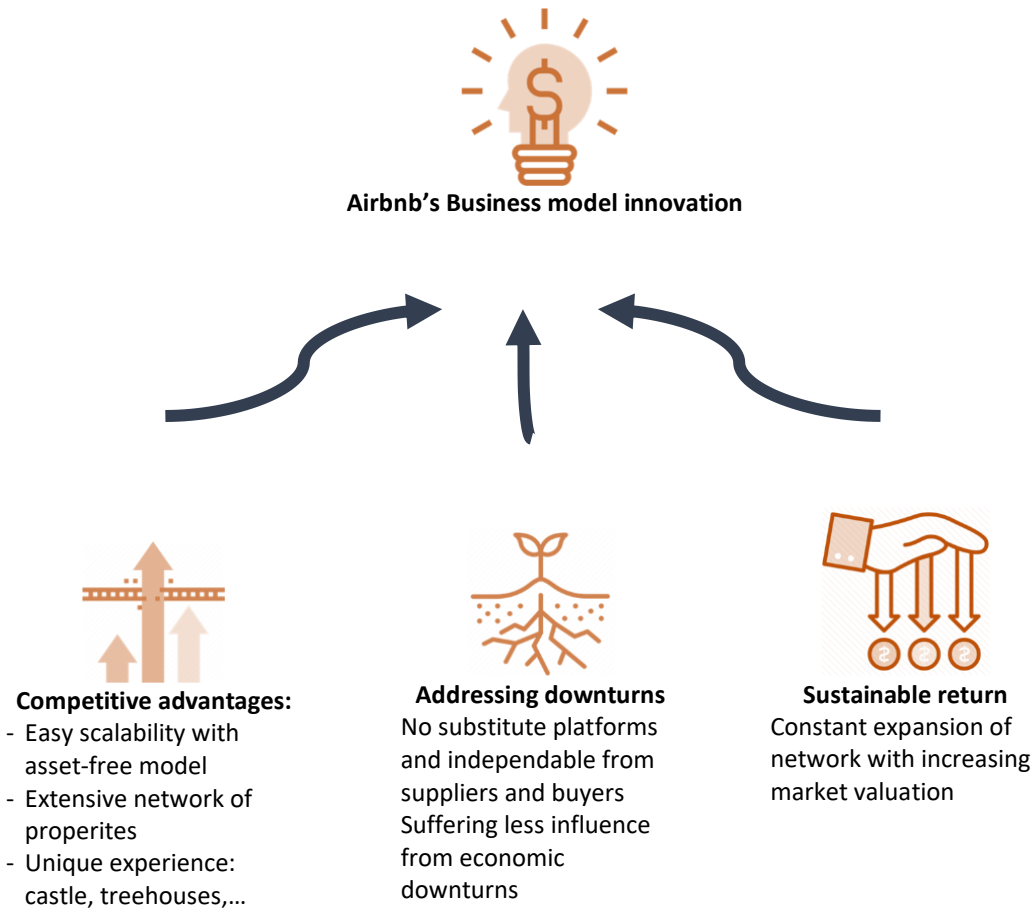 Airbnb’s Business model innovation
Competitive advantages:
- Easy scalability with
asset-free model
- Extensive network of
properites
- Unique experience:
castle, treehouses,…
Addressing downturns
No substitute platforms
and independable from
suppliers and buyers
Suffering less influence
from economic
downturns
Sustainable return
Constant expansion of
network with increasing
market valuation